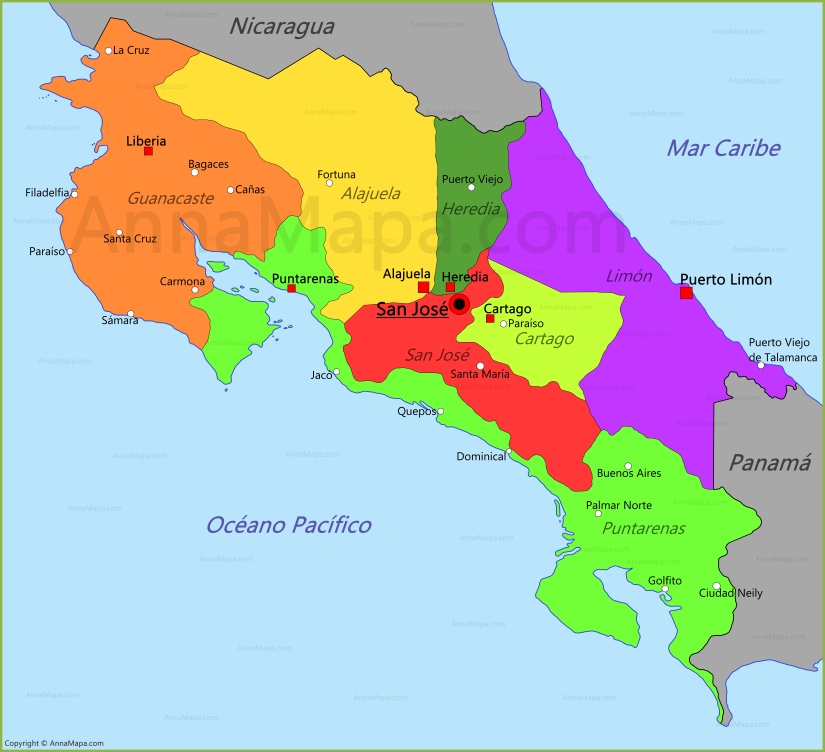 Nicaragua
La Cruz
Mar Caribe
Liberia
Bagaces
Fortuna
Puerto Viejo
Filadelfia
Guanacaste
Cañas
Alajuela
Heredia
AnnaMapa.com
Santa Cruz
Paraíso
Carmona
Puntarenas
Alajuela
Heredia
Limón
Puerto Limón
San José
Cartago
Paraiso
Sámara
Cartago
Puerto Viejo
de Talamanca
San José
Santa María
Jacó
Quepos
Dominical
Buenos Aires
Panamá
Palmar Norte
Puntarenas
Océano Pacífico
Golfito
Ciudad Neily
Copyright © AnnaMapa.com